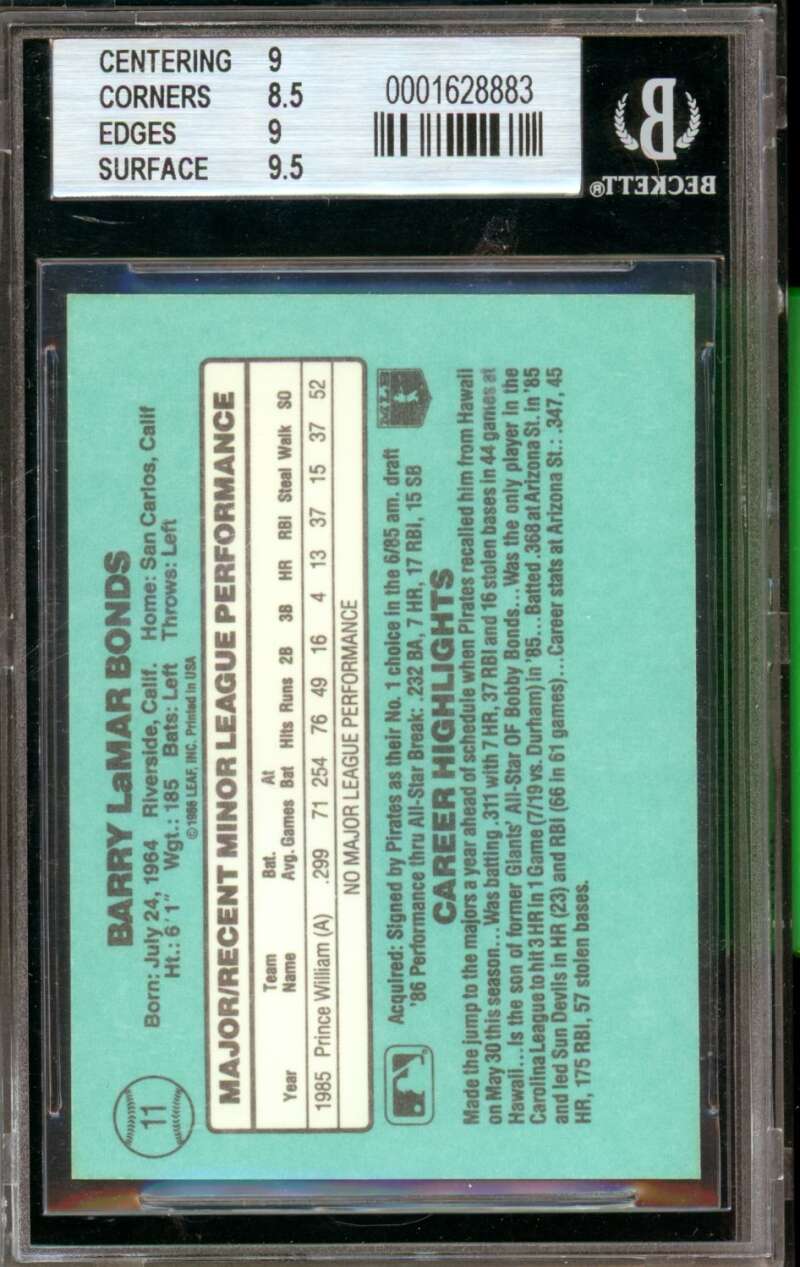 CENTERING 9
CORNERS 8.5
EDGES 9
SURFACE 9.5
0001628883
BECKETT®
11
BARRY LaMAR BONDS
Born: July 24, 1964 Riverside, Calif. Home: San Carlos, Calif
Ht.: 6'1" Wgt.: 185 Bats: Left Throws: Left
©1986 LEAF, INC. Printed in USA
MAJOR/RECENT MINOR LEAGUE PERFORMANCE
Team Bat. At
Year Name Avg. Games Bat Hits Runs 2B 3B HR RBI Steal Walk SO
1985 Prince William (A) .299 71 254 76 49 16 4 13 37 15 37 52
NO MAJOR LEAGUE PERFORMANCE
Acquired: Signed by Pirates as their No. 1 choice in the 6/85 am. draft
'86 Performance thru All-Star Break: .232 BA, 7 HR, 17 RBI, 15 SB
MLB
CAREER HIGHLIGHTS
Made the jump to the majors a year ahead of schedule when Pirates recalled him from Hawaii
on May 30 this season...Was batting .311 with 7 HR, 37 RBI and 16 stolen bases in 44 games at
Hawaii...Is the son of former Giants' All-Star OF Bobby Bonds...Was the only player in the
Carolina League to hit 3 HR in 1 Game (7/19 vs. Durham) in '85...Batted .368 at Arizona St. in '85
and led Sun Devils in HR (23) and RBI (66 in 61 games)...Career stats at Arizona St.: .347, 45
HR, 175 RBI, 57 stolen bases.